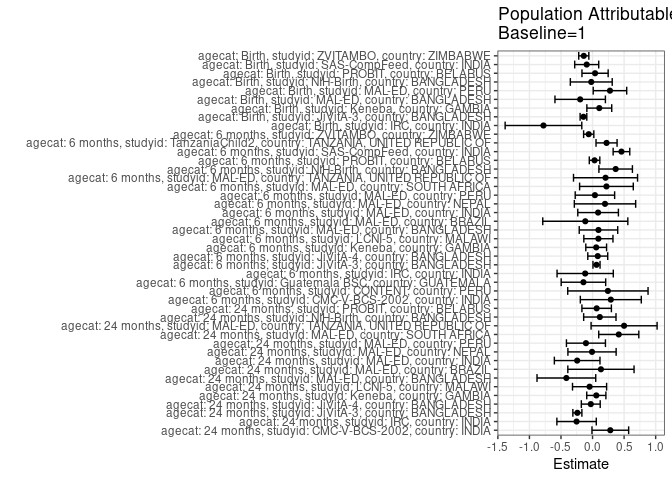 Population Attributable
Baseline=1
agecat: Birth, studyid: ZVITAMBO, country: ZIMBABWE
agecat: Birth, studyid: SAS-CompFeed, country: INDIA
agecat: Birth, studyid: PROBIT, country: BELARUS
agecat: Birth, studyid: NIH-Birth, country: BANGLADESH
agecat: Birth, studyid: MAL-ED, country: PERU
agecat: Birth, studyid: MAL-ED, country: BANGLADESH
agecat: Birth, studyid: Keneba, country: GAMBIA
agecat: Birth, studyid: JiVitA-3, country: BANGLADESH
agecat: Birth, studyid: IRC, country: INDIA
agecat: 6 months, studyid: ZVITAMBO, country: ZIMBABWE
agecat: 6 months, studyid: TanzaniaChild2, country: TANZANIA, UNITED REPUBLIC OF
agecat: 6 months, studyid: SAS-CompFeed, country: INDIA
agecat: 6 months, studyid: PROBIT, country: BELARUS
agecat: 6 months, studyid: NIH-Birth, country: BANGLADESH
agecat: 6 months, studyid: MAL-ED, country: TANZANIA, UNITED REPUBLIC OF
agecat: 6 months, studyid: MAL-ED, country: SOUTH AFRICA
agecat: 6 months, studyid: MAL-ED, country: PERU
agecat: 6 months, studyid: MAL-ED, country: NEPAL
agecat: 6 months, studyid: MAL-ED, country: INDIA
agecat: 6 months, studyid: MAL-ED, country: BRAZIL
agecat: 6 months, studyid: MAL-ED, country: BANGLADESH
agecat: 6 months, studyid: LCNI-5, country: MALAWI
agecat: 6 months, studyid: Keneba, country: GAMBIA
agecat: 6 months, studyid: JiVitA-4, country: BANGLADESH
agecat: 6 months, studyid: JiVitA-3, country: BANGLADESH
agecat: 6 months, studyid: IRC, country: INDIA
agecat: 6 months, studyid: Guatemala BSC, country: GUATEMALA
agecat: 6 months, studyid: CONTENT, country: PERU
agecat: 6 months, studyid: CMC-V-BCS-2002, country: INDIA
agecat: 24 months, studyid: PROBIT, country: BELARUS
agecat: 24 months, studyid: NIH-Birth, country: BANGLADESH
agecat: 24 months, studyid: MAL-ED, country: TANZANIA, UNITED REPUBLIC OF
agecat: 24 months, studyid: MAL-ED, country: SOUTH AFRICA
agecat: 24 months, studyid: MAL-ED, country: PERU
agecat: 24 months, studyid: MAL-ED, country: NEPAL
agecat: 24 months, studyid: MAL-ED, country: INDIA
agecat: 24 months, studyid: MAL-ED, country: BRAZIL
agecat: 24 months, studyid: MAL-ED, country: BANGLADESH
agecat: 24 months, studyid: LCNI-5, country: MALAWI
agecat: 24 months, studyid: Keneba, country: GAMBIA
agecat: 24 months, studyid: JiVitA-4, country: BANGLADESH
agecat: 24 months, studyid: JiVitA-3, country: BANGLADESH
agecat: 24 months, studyid: IRC, country: INDIA
agecat: 24 months, studyid: CMC-V-BCS-2002, country: INDIA
-1.5 -1.0 -0.5 0.0 0.5 1.0
Estimate